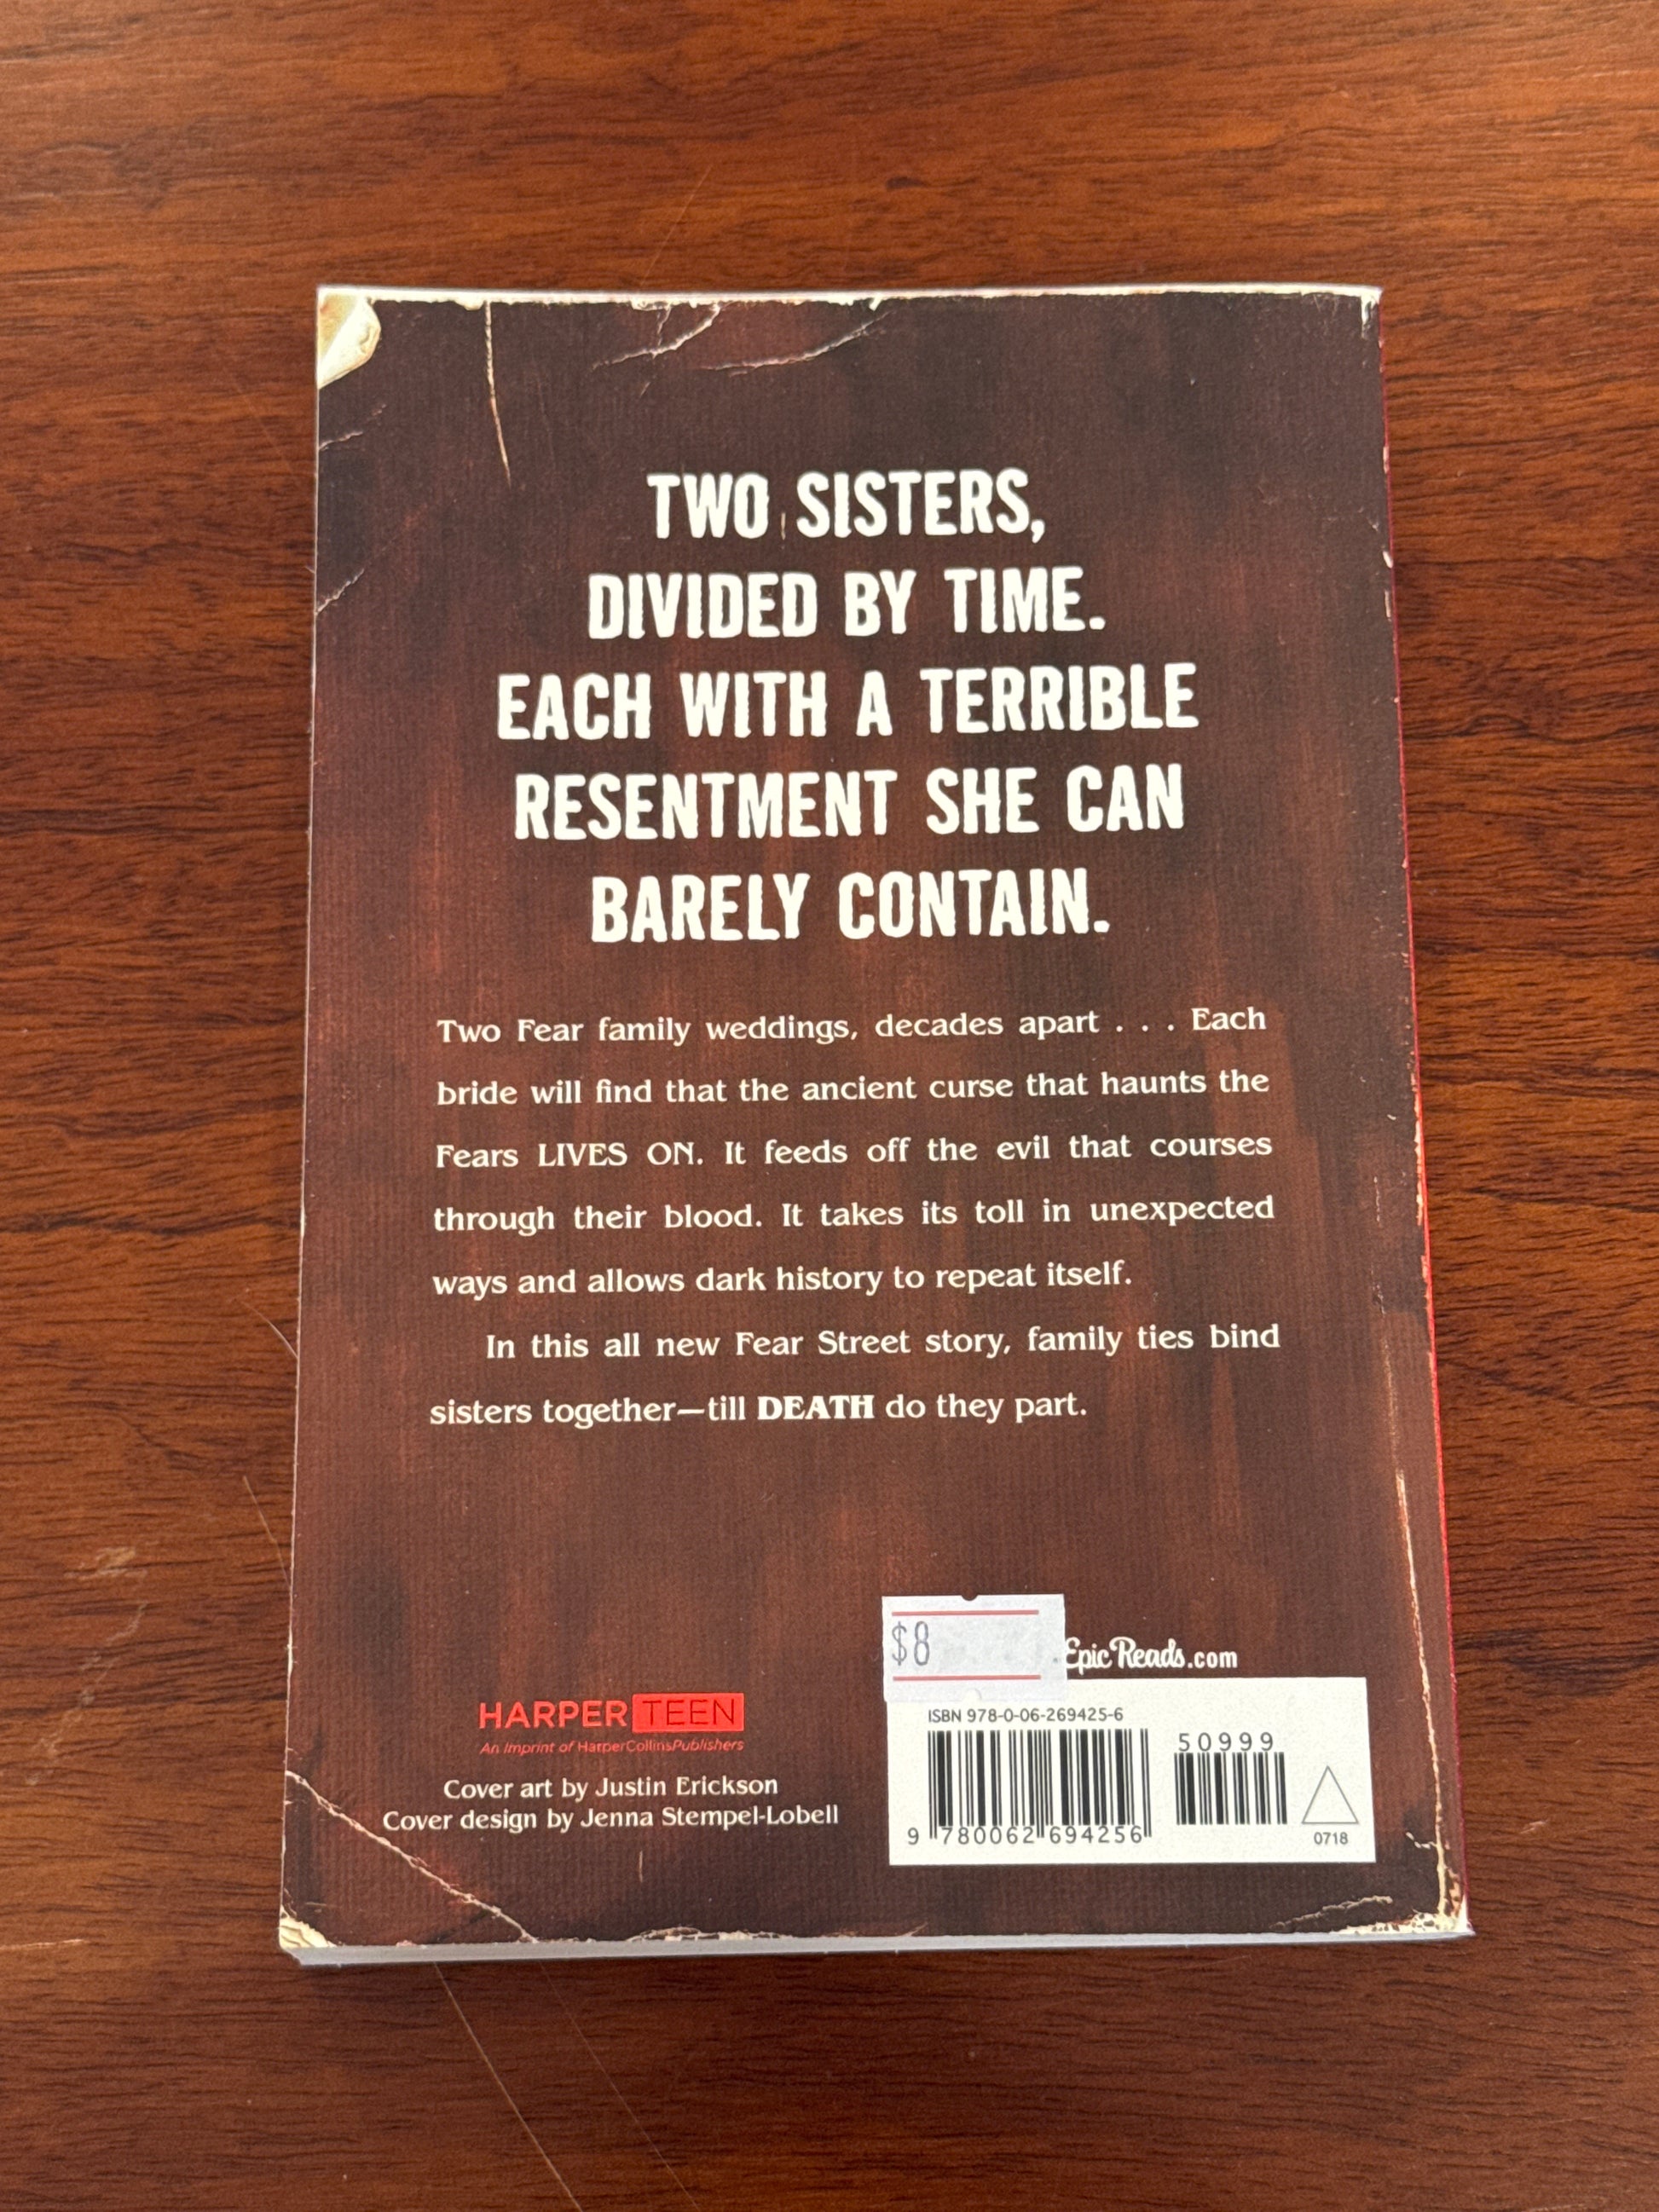 TWO SISTERS,
DIVIDED BY TIME.
EACH WITH A TERRIBLE
RESENTMENT SHE CAN
BARELY CONTAIN.
Two Fear family weddings, decades apart . . . Each
bride will find that the ancient curse that haunts the
Fears LIVES ON. It feeds off the evil that courses
through their blood. It takes its toll in unexpected
ways and allows dark history to repeat itself.
In this all new Fear Street story, family ties bind
sisters together—till DEATH do they part.
$8
EpicReads.com
HARPER TEEN
An Imprint of HarperCollinsPublishers
Cover art by Justin Erickson
Cover design by Jenna Stempel-Lobell
ISBN 978-0-06-269425-6
50999
9 780062 694256
0718